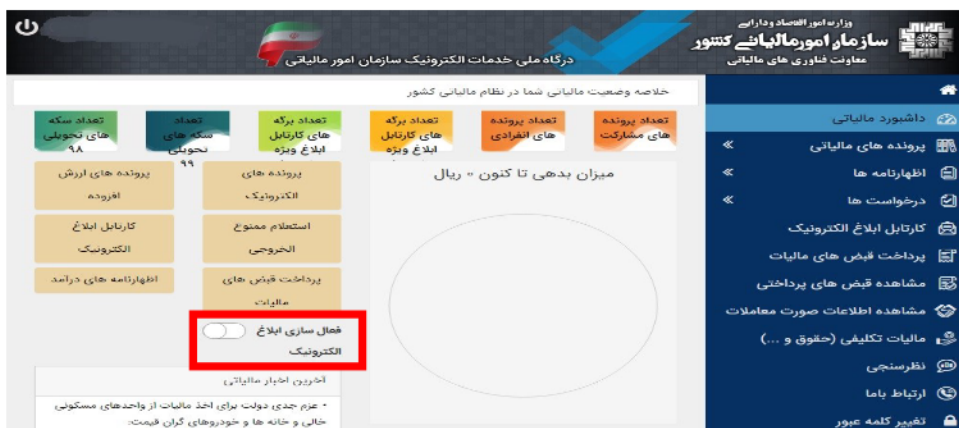 وزارت امور اقتصاد و دارایی
سازمان امور مالیاتی کشور
معاونت فناوری های مالیاتی
درگاه ملی خدمات الکترونیک سازمان امور مالیاتی
داشبورد مالیاتی
پرونده های مالیاتی
اظهارنامه ها
درخواست ها
کارتابل ابلاغ الکترونیک
پرداخت قبض های مالیات
مشاهده قبض های پرداختی
مشاهده اطلاعات صورت معاملات
مالیات تکلیفی (حقوق و ...)
نظرسنجی
ارتباط باما
تغییر کلمه عبور
خلاصه وضعیت مالیاتی شما در نظام مالیاتی کشور
تعداد پرونده
های مشارکت
تعداد پرونده
های انفرادی
تعداد برگه
های کارتابل
ابلاغ ویژه
تعداد برگه
های کارتابل
ابلاغ ویژه
تعداد
سکه های
تحویلی
۹۹
تعداد سکه
های تحویلی
۹۸
میزان بدهی تا کنون ۰ ریال
پرونده های
الکترونیک
پرونده های ارزش
افزوده
استعلام ممنوع
الخروجی
کارتابل ابلاغ
الکترونیک
پرداخت قبض های
مالیات
اظهارنامه های درآمد
فعال سازی ابلاغ
الکترونیک
آخرین اخبار مالیاتی
• عزم جدی دولت برای اخذ مالیات از واحدهای مسکونی
خالی و خانه ها و خودروهای گران قیمت: